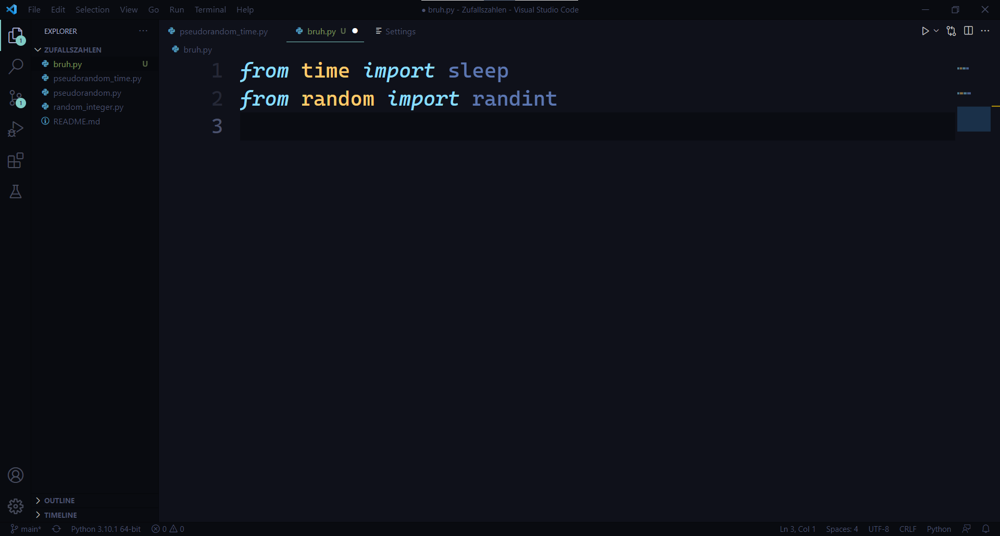 File Edit Selection View Go Run Terminal Help
● bruh.py - Zufallszahlen - Visual Studio Code
EXPLORER
ZUFALLSZAHLEN
bruh.py U
pseudorandom_time.py
pseudorandom.py
random_integer.py
README.md
OUTLINE
TIMELINE
1
1
pseudorandom_time.py bruh.py U Settings
bruh.py
1 from time import sleep
2 from random import randint
3
main* Python 3.10.1 64-bit 0 0 Ln 3, Col 1 Spaces: 4 UTF-8 CRLF Python